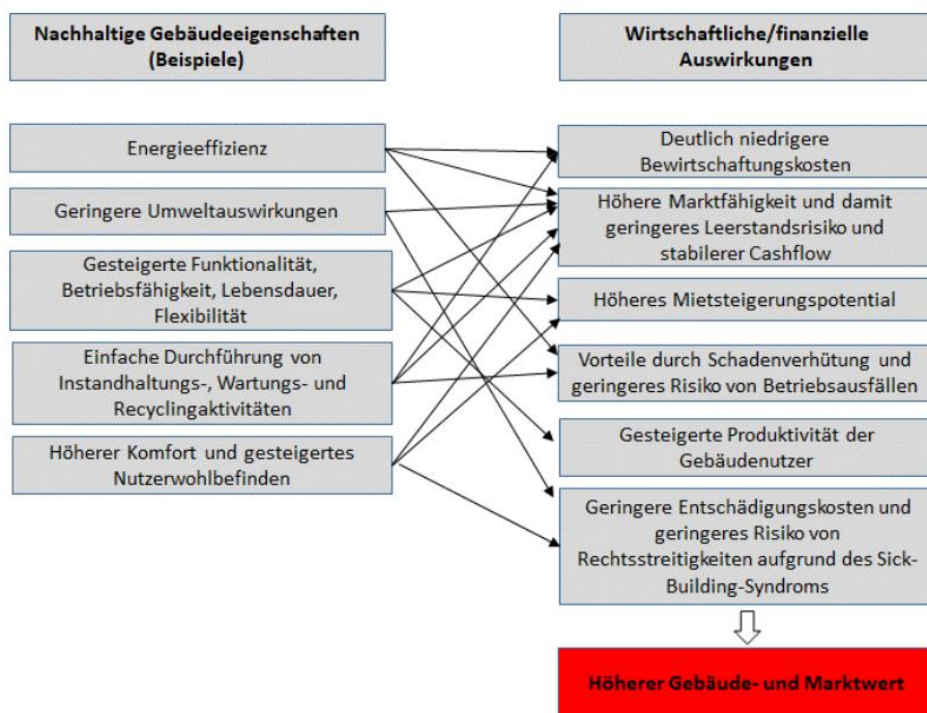 Nachhaltige Gebäudeeigenschaften
(Beispiele)
Energieeffizienz
Geringere Umweltauswirkungen
Gesteigerte Funktionalität,
Betriebsfähigkeit, Lebensdauer,
Flexibilität
Einfache Durchführung von
Instandhaltungs-, Wartungs- und
Recyclingaktivitäten
Höherer Komfort und gesteigertes
Nutzerwohlbefinden
Wirtschaftliche/finanzielle
Auswirkungen
Deutlich niedrigere
Bewirtschaftungskosten
Höhere Marktfähigkeit und damit
geringeres Leerstandsrisiko und
stabilerer Cashflow
Höheres Mietsteigerungspotential
Vorteile durch Schadenverhütung und
geringeres Risiko von Betriebsausfällen
Gesteigerte Produktivität der
Gebäudenutzer
Geringere Entschädigungskosten und
geringeres Risiko von
Rechtsstreitigkeiten aufgrund des Sick-
Building-Syndroms
Höherer Gebäude- und Marktwert